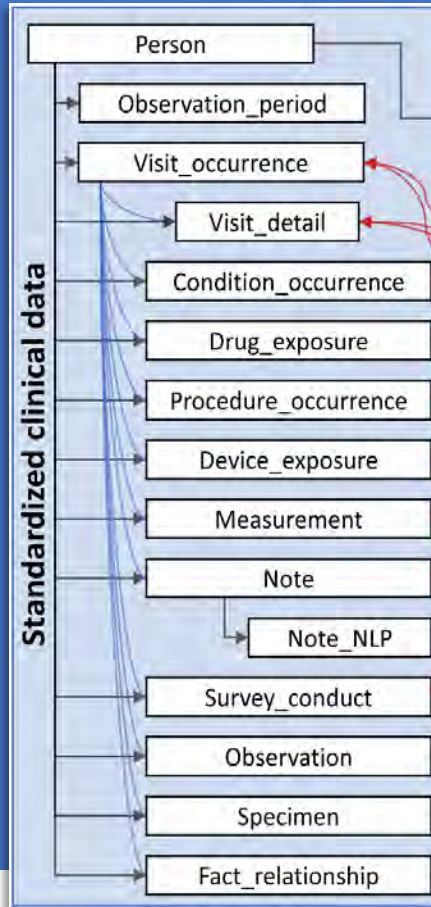 Person
Observation_period
Visit_occurrence
Visit_detail
Condition_occurrence
Drug_exposure
Procedure_occurrence
Device_exposure
Measurement
Note
Note_NLP
Survey_conduct
Observation
Specimen
Fact_relationship
Standardized clinical data